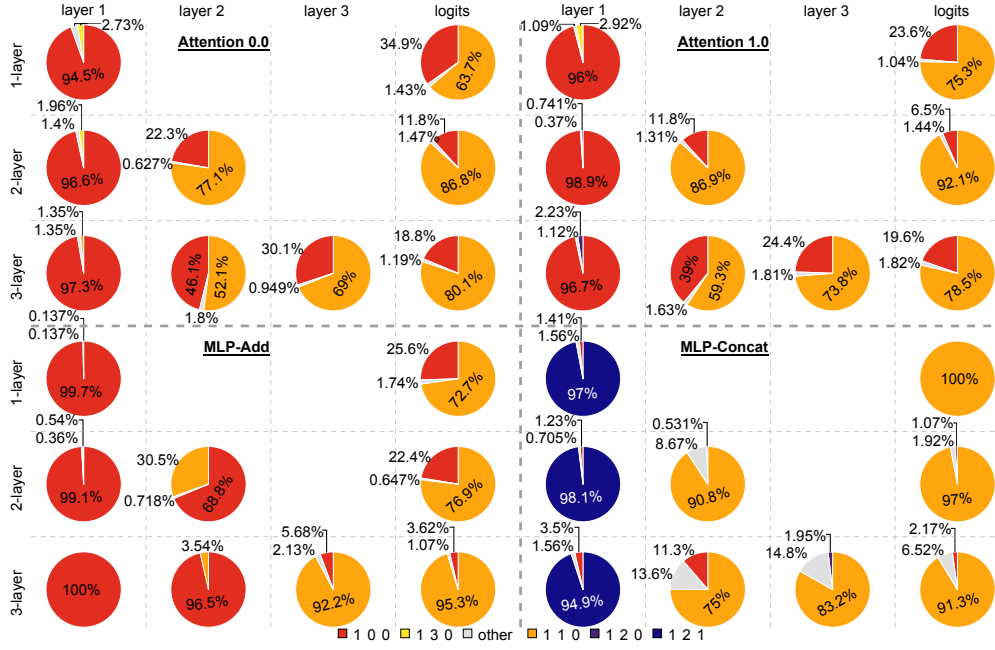 layer 1 layer 2 layer 3 logits layer 1 layer 2 layer 3 logits
Attention 0.0 Attention 1.0
1-layer
2.73% 94.5% 34.9% 1.43% 63.7% 1.09% 2.92% 96% 23.6% 1.04% 75.3%
2-layer
1.96% 1.4% 96.6% 22.3% 0.627% 77.1% 11.8% 1.47% 86.8% 0.741% 0.37% 98.9% 11.8% 1.31% 86.9% 6.5% 1.44% 92.1%
3-layer
1.35% 1.35% 97.3% 46.1% 52.1% 1.8% 30.1% 0.949% 69% 18.8% 1.19% 80.1% 2.23% 1.12% 96.7% 39% 59.3% 1.63% 24.4% 1.81% 73.8% 19.6% 1.82% 78.5%
MLP-Add MLP-Concat
1-layer
0.137% 0.137% 99.7% 25.6% 1.74% 72.7% 1.41% 1.56% 97% 100%
2-layer
0.54% 0.36% 99.1% 30.5% 0.718% 68.8% 22.4% 0.647% 76.9% 1.23% 0.705% 98.1% 0.531% 8.67% 90.8% 1.07% 1.92% 97%
3-layer
100% 3.54% 96.5% 5.68% 2.13% 92.2% 3.62% 1.07% 95.3% 3.5% 1.56% 94.9% 11.3% 13.6% 75% 1.95% 14.8% 83.2% 2.17% 6.52% 91.3%
1 0 0 1 3 0 other 1 1 0 1 2 0 1 2 1